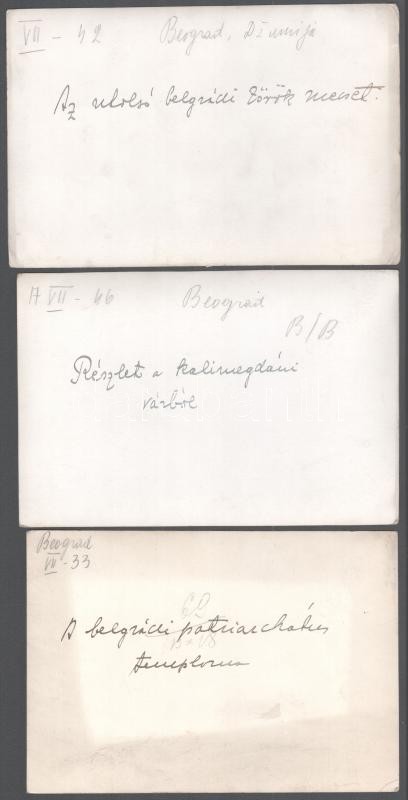 VII - 42 Beograd, Džamija
Az utolsó belgrádi török mecset.
A VII - 46 Beograd
B/B
Részlet a kalimegdáni
várból
Beograd
VII - 33
A belgrádi patriarchátus
temploma